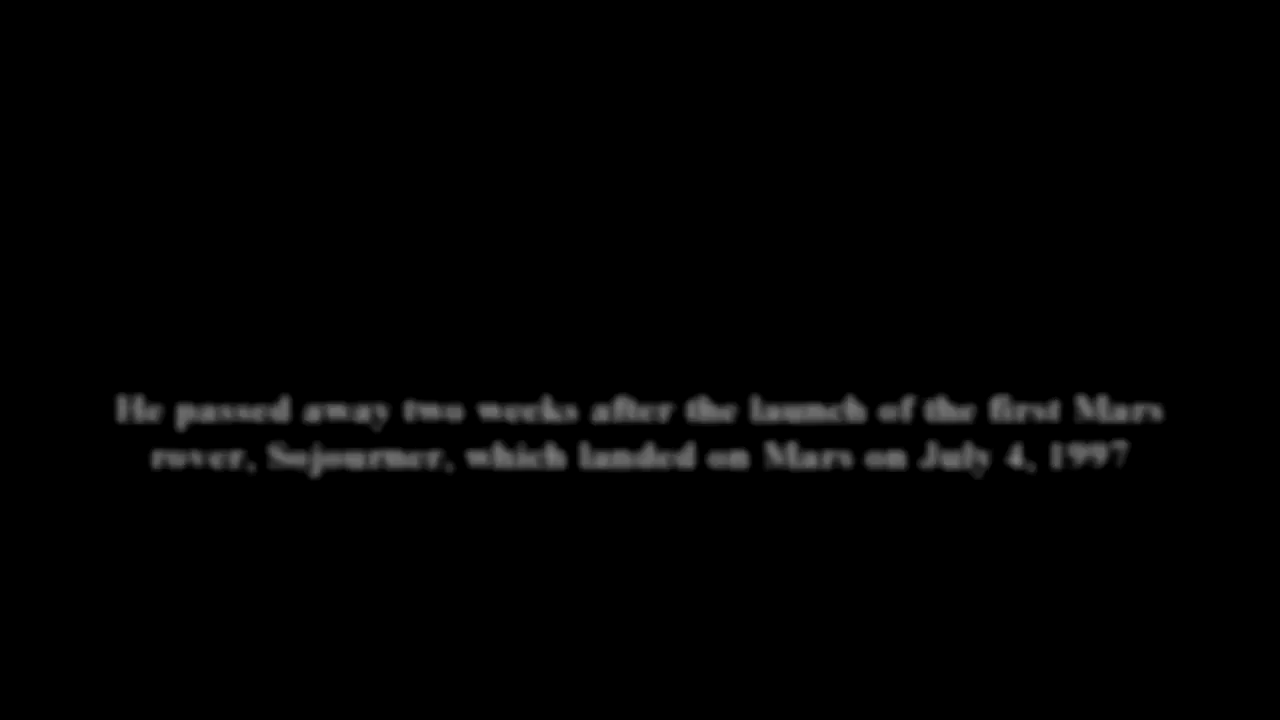 He passed away two weeks after the launch of the first Mars
rover, Sojourner, which landed on Mars on July 4, 1997